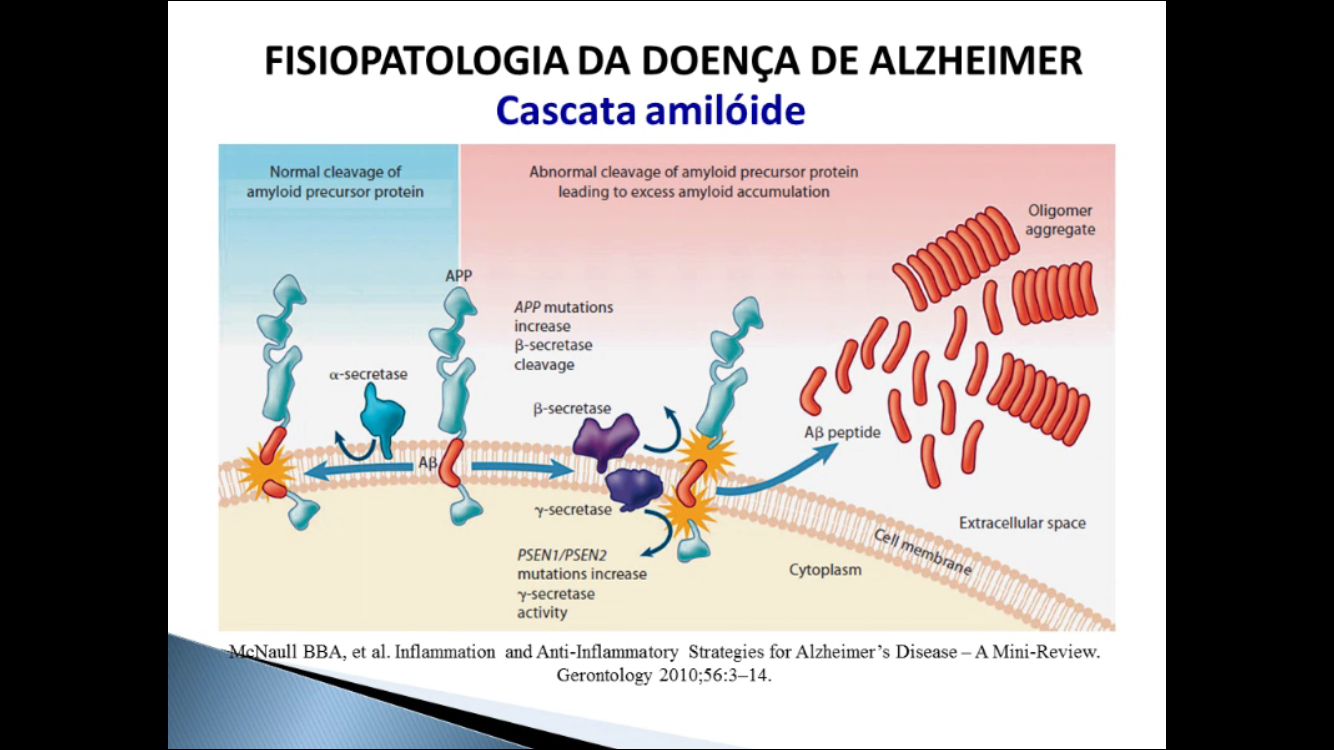 FISIOPATOLOGIA DA DOENÇA DE ALZHEIMER
Cascata amilóide
Normal cleavage of
amyloid precursor protein
Abnormal cleavage of amyloid precursor protein
leading to excess amyloid accumulation
Oligomer
aggregate
APP
APP mutations
increase
β-secretase
cleavage
α-secretase
β-secretase
Aβ peptide
Aβ
γ-secretase
Extracellular space
Cell membrane
PSEN1/PSEN2
mutations increase
γ-secretase
activity
Cytoplasm
McNaull BBA, et al. Inflammation and Anti-Inflammatory Strategies for Alzheimer's Disease – A Mini-Review.
Gerontology 2010;56:3–14.